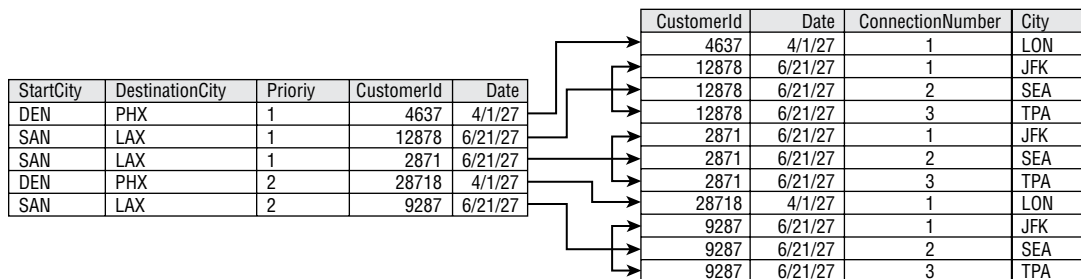 CustomerId Date ConnectionNumber City
4637 4/1/27 1 LON
12878 6/21/27 1 JFK
12878 6/21/27 2 SEA
12878 6/21/27 3 TPA
2871 6/21/27 1 JFK
2871 6/21/27 2 SEA
2871 6/21/27 3 TPA
28718 4/1/27 1 LON
9287 6/21/27 1 JFK
9287 6/21/27 2 SEA
9287 6/21/27 3 TPA
StartCity DestinationCity Prioriy CustomerId Date
DEN PHX 1 4637 4/1/27
SAN LAX 1 12878 6/21/27
SAN LAX 1 2871 6/21/27
DEN PHX 2 28718 4/1/27
SAN LAX 2 9287 6/21/27